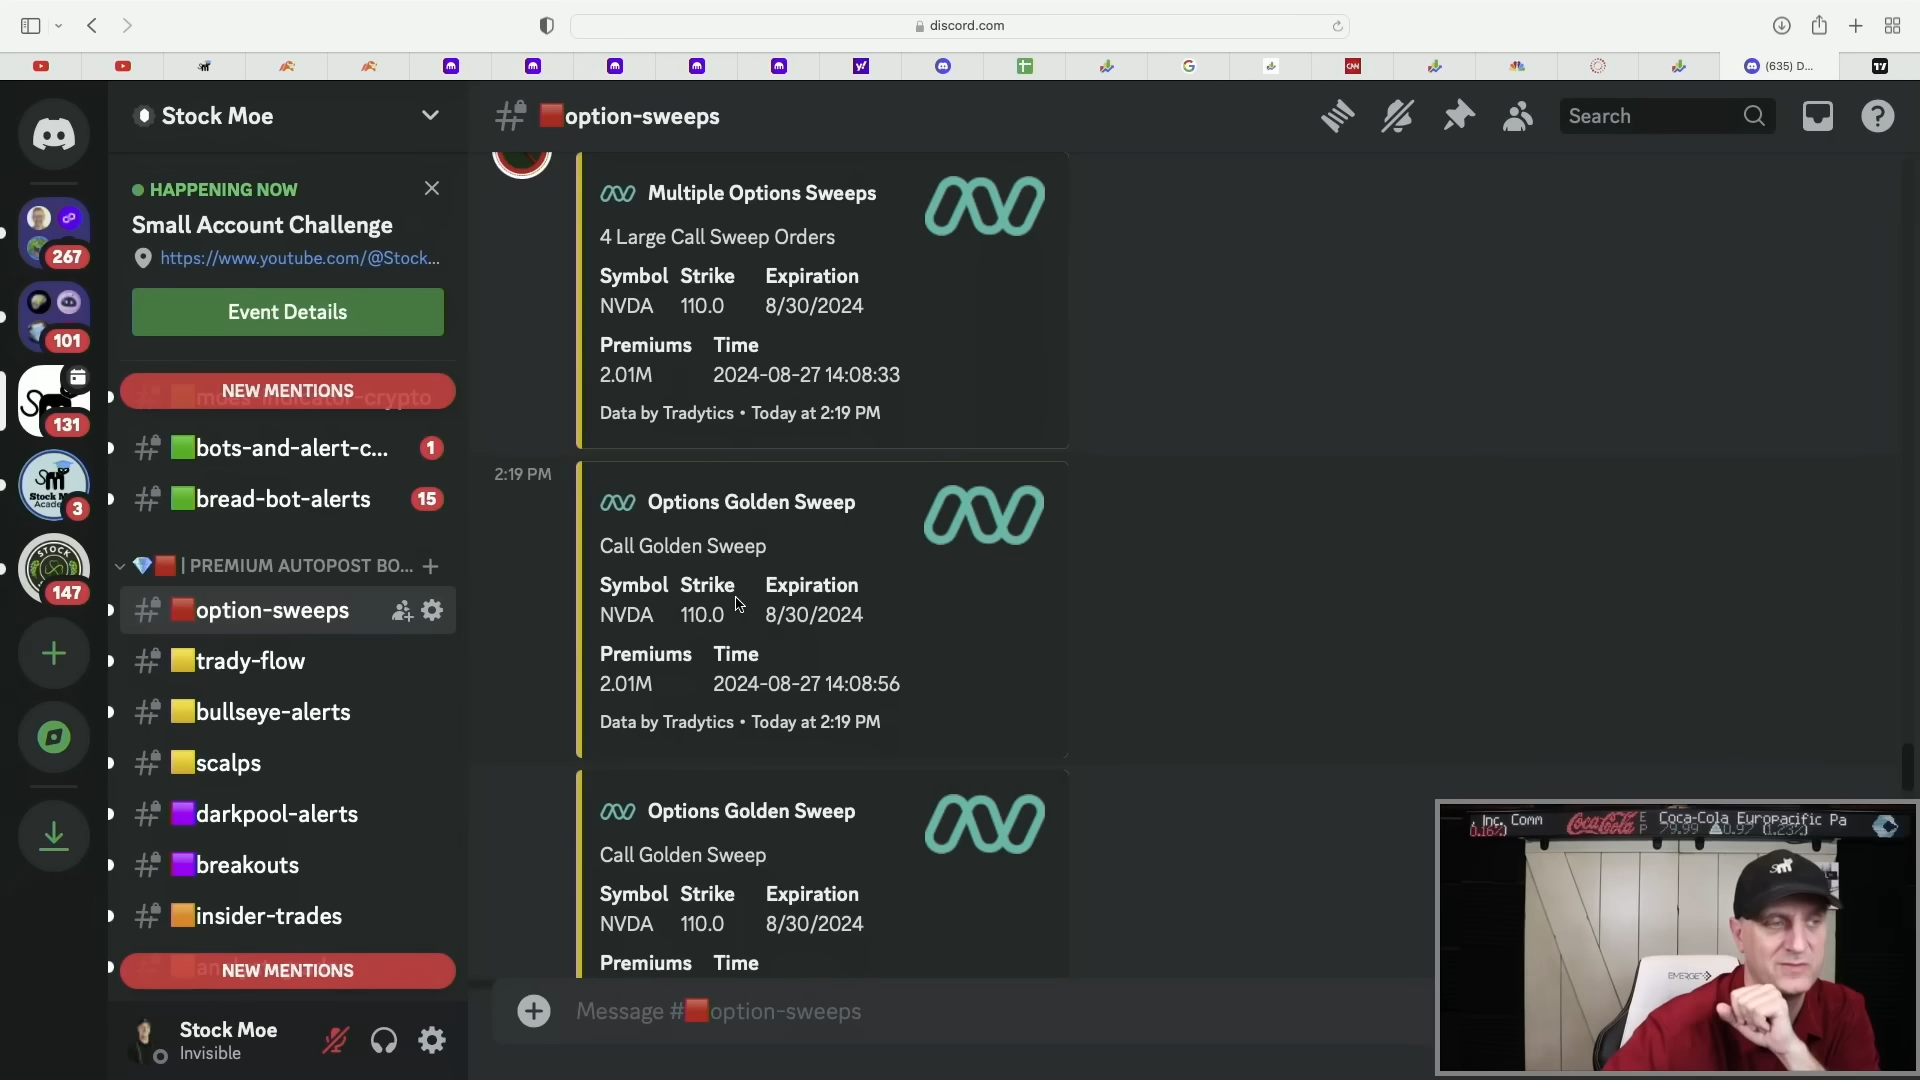 discord.com
(635) D...
Stock Moe
HAPPENING NOW
Small Account Challenge
https://www.youtube.com/@Stock...
Event Details
NEW MENTIONS
bots-and-alert-c...
1
bread-bot-alerts
15
| PREMIUM AUTOPOST BO...
option-sweeps
trady-flow
bullseye-alerts
scalps
darkpool-alerts
breakouts
insider-trades
NEW MENTIONS
Stock Moe
Invisible
267
101
131
3
147
option-sweeps
Search
Multiple Options Sweeps
4 Large Call Sweep Orders
Symbol Strike Expiration
NVDA 110.0 8/30/2024
Premiums Time
2.01M 2024-08-27 14:08:33
Data by Tradytics • Today at 2:19 PM
2:19 PM
Options Golden Sweep
Call Golden Sweep
Symbol Strike Expiration
NVDA 110.0 8/30/2024
Premiums Time
2.01M 2024-08-27 14:08:56
Data by Tradytics • Today at 2:19 PM
Options Golden Sweep
Call Golden Sweep
Symbol Strike Expiration
NVDA 110.0 8/30/2024
Premiums Time
Message #option-sweeps
, Inc. Comm
Coca-Cola
Coca-Cola Europacific Pa
EMERGE